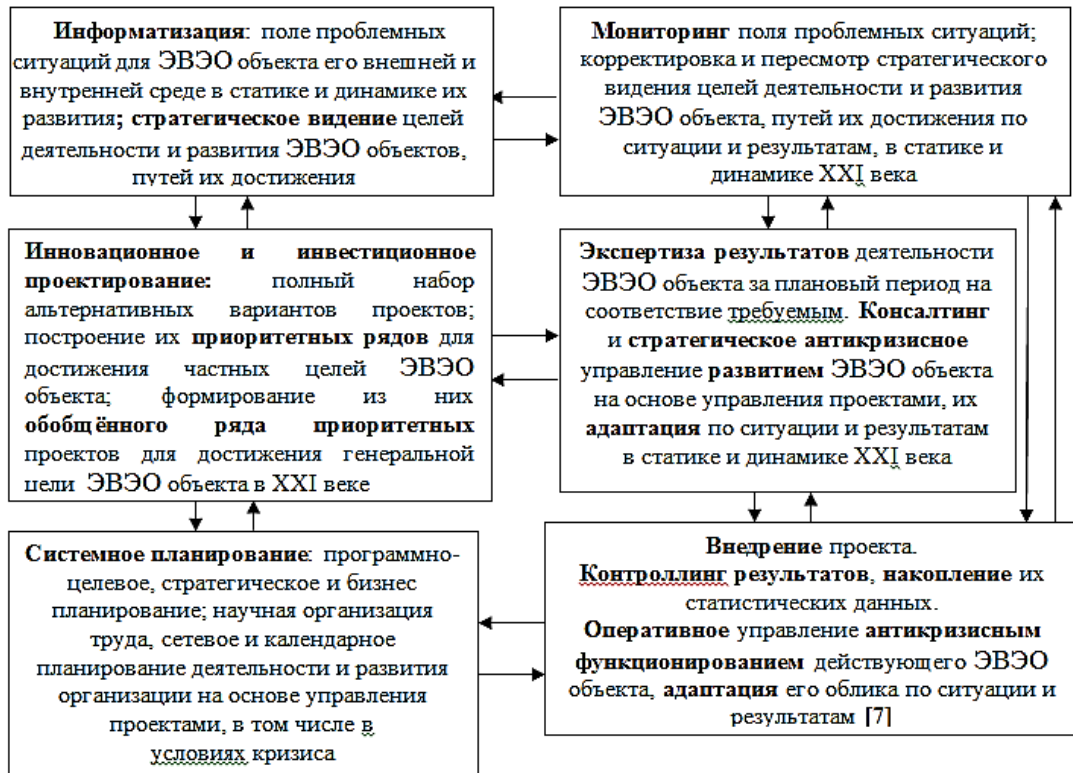 Информатизация: поле проблемных
ситуаций для ЭВЭО объекта его внешней и
внутренней среде в статике и динамике их
развития; стратегическое видение целей
деятельности и развития ЭВЭО объектов,
путей их достижения
Мониторинг поля проблемных ситуаций;
корректировка и пересмотр стратегического
видения целей деятельности и развития
ЭВЭО объекта, путей их достижения по
ситуации и результатам, в статике и
динамике XXI века
Инновационное и инвестиционное
проектирование: полный набор
альтернативных вариантов проектов;
построение их приоритетных рядов для
достижения частных целей ЭВЭО
объекта; формирование из них
обобщённого ряда приоритетных
проектов для достижения генеральной
цели ЭВЭО объекта в XXI веке
Экспертиза результатов деятельности
ЭВЭО объекта за плановый период на
соответствие требуемым. Консалтинг
и стратегическое антикризисное
управление развитием ЭВЭО объекта
на основе управления проектами, их
адаптация по ситуации и результатам
в статике и динамике XXI века
Системное планирование: программно-
целевое, стратегическое и бизнес
планирование; научная организация
труда, сетевое и календарное
планирование деятельности и развития
организации на основе управления
проектами, в том числе в
условиях кризиса
Внедрение проекта.
Контроллинг результатов, накопление их
статистических данных.
Оперативное управление антикризисным
функционированием действующего ЭВЭО
объекта, адаптация его облика по ситуации и
результатам [7]